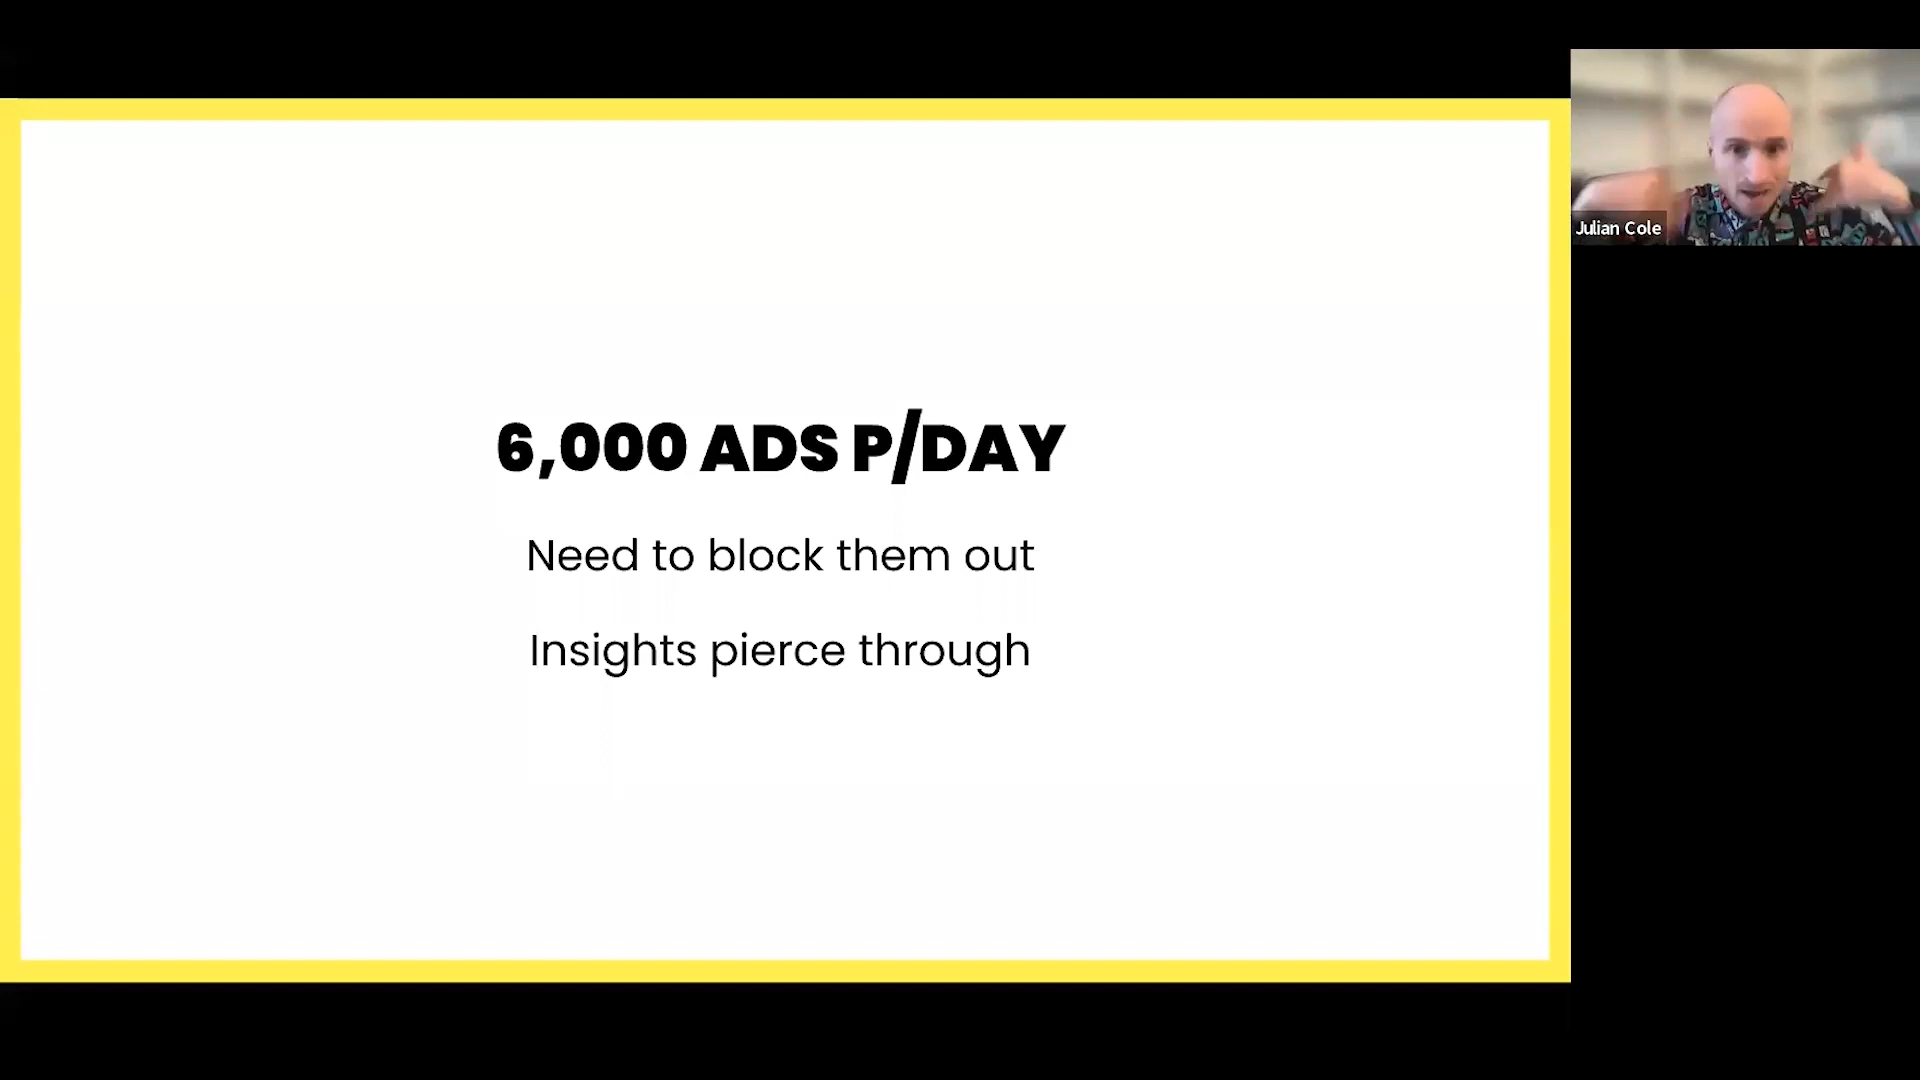 6,000 ADS P/DAY
Need to block them out
Insights pierce through
Julian Cole